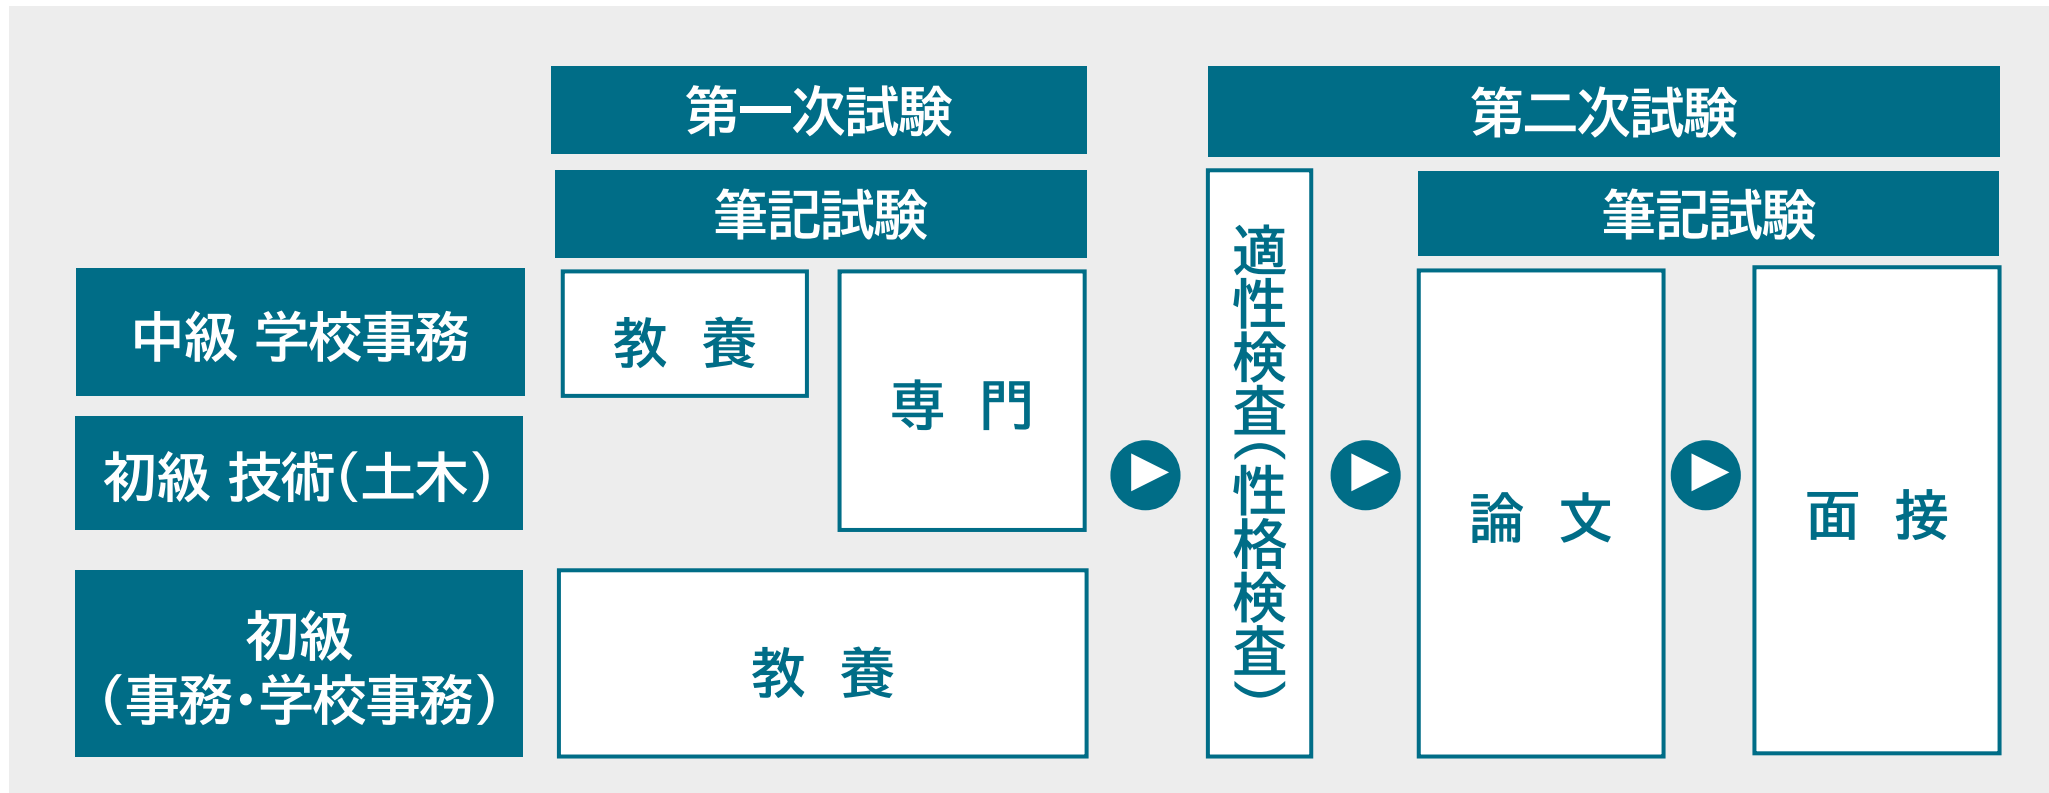 第一次試験
第二次試験
筆記試験
筆記試験
中級 学校事務
教 養
専 門
初級 技術（土木）
初級
（事務・学校事務）
教 養
適性検査（性格検査）
論 文
面 接